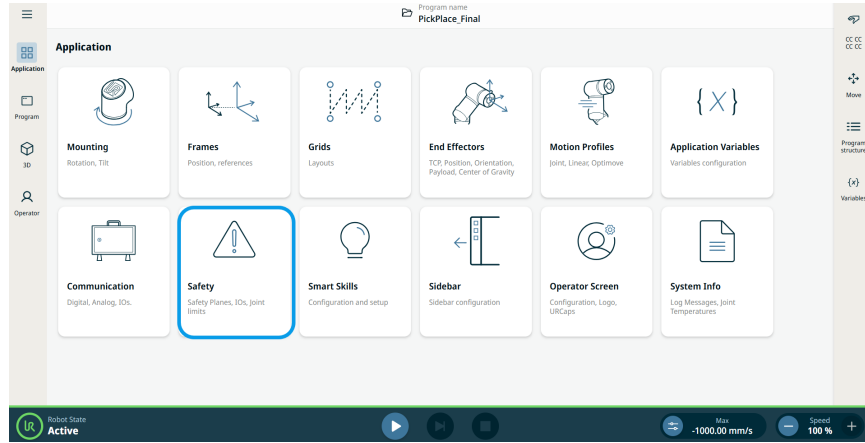 Program name
PickPlace_Final
Application
Application
Program
3D
Operator
Mounting
Rotation, Tilt
Frames
Position, references
Grids
Layouts
End Effectors
TCP, Position, Orientation,
Payload, Center of Gravity
Motion Profiles
Joint, Linear, Optimove
{X}
Application Variables
Variables configuration
Communication
Digital, Analog, IOs.
Safety
Safety Planes, IOs, Joint
limits
Smart Skills
Configuration and setup
Sidebar
Sidebar configuration
Operator Screen
Configuration, Logo,
URCaps
System Info
Log Messages, Joint
Temperatures
CC CC
CC CC
Move
Program
structure
{x}
Variables
UR
Robot State
Active
Max
-1000.00 mm/s
Speed
100 %